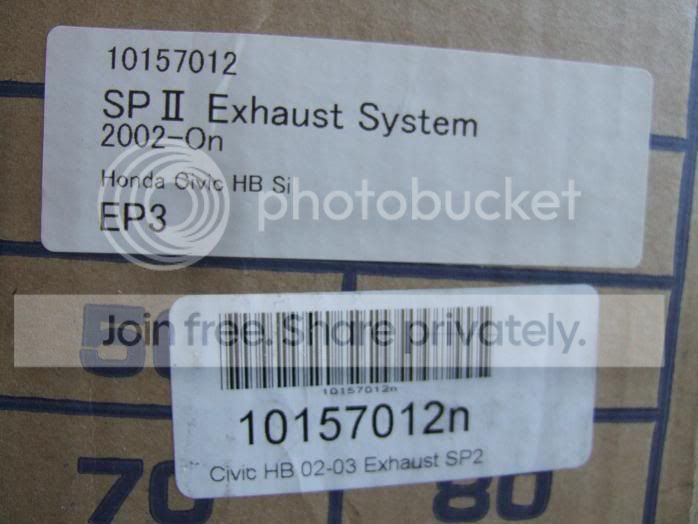 10157012
SP II Exhaust System
2002-On
Honda Civic HB Si
EP3
photobucket
Join free. Share privately.
10157012n
10157012n
Civic HB 02-03 Exhaust SP2
70
80